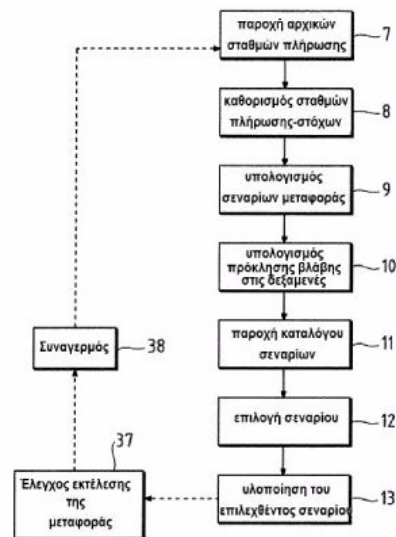 παροχή αρχικών
σταθμών πλήρωσης
7
καθορισμός σταθμών
πλήρωσης-στάχων
8
υπολογισμός
σεναρίων μεταφοράς
9
υπολογισμός
πρόκλησης βλάβης
στις δεξαμενές
10
παροχή καταλόγου
σεναρίων
11
επιλογή σεναρίου
12
υλοποίηση του
επιλεχθέντος σεναρίου
13
37
Έλεγχος εκτέλεσης
της
μεταφοράς
Συναγερμός
38